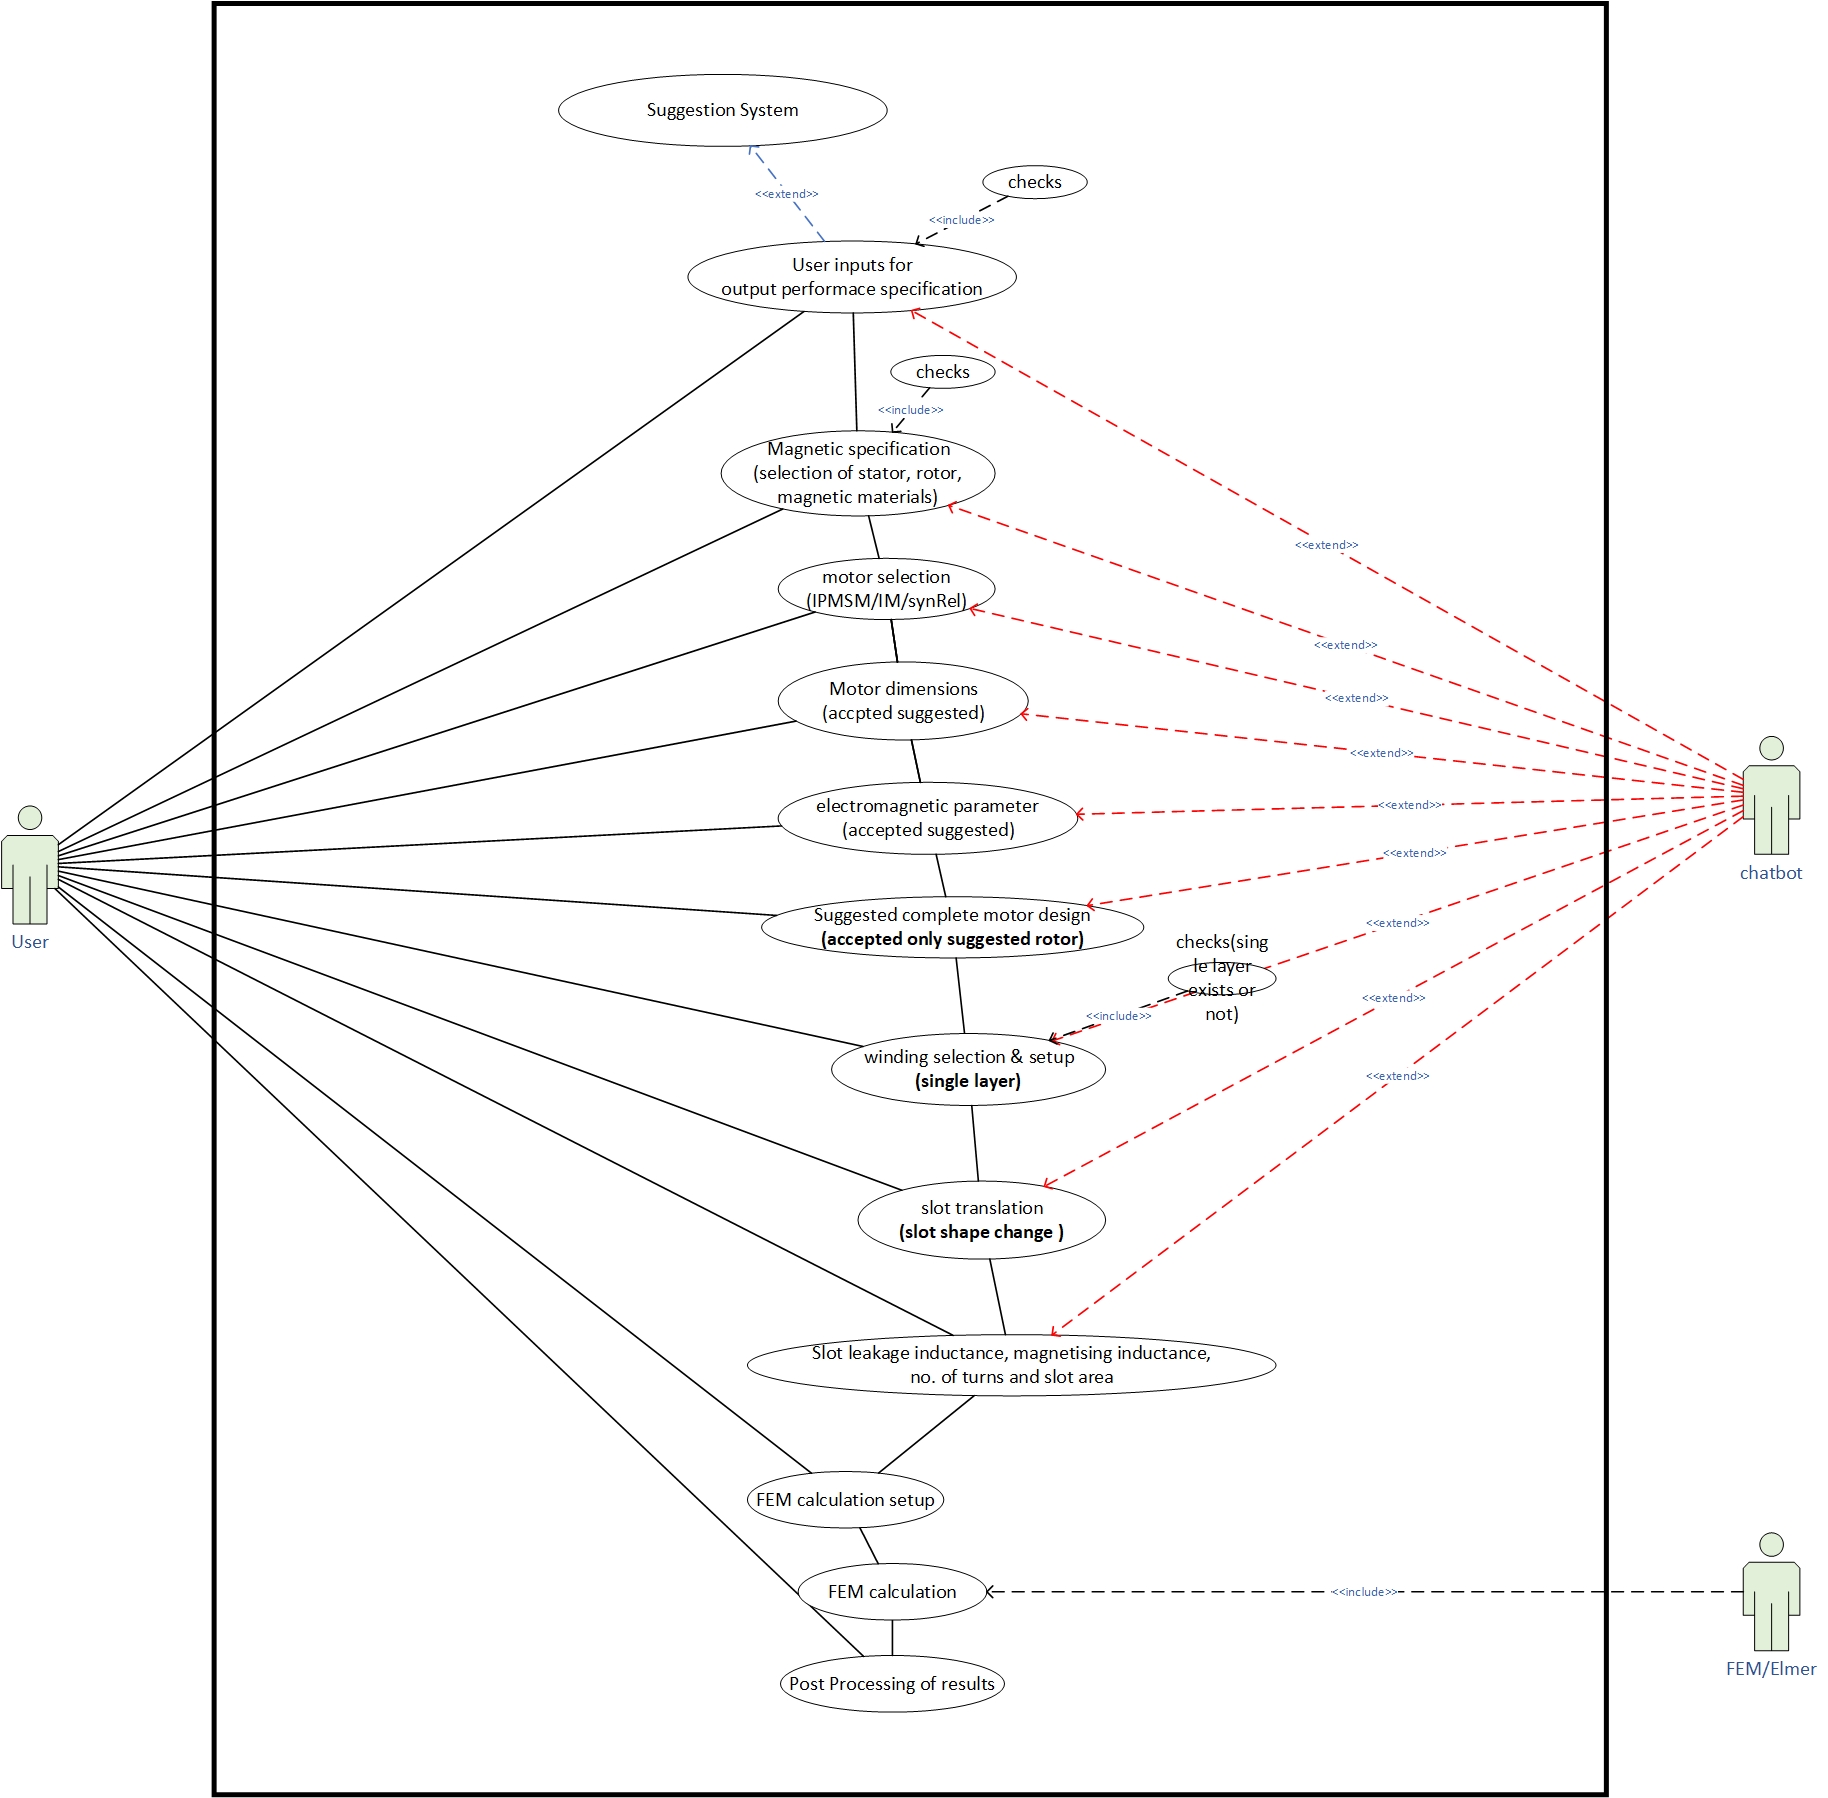 Suggestion System
<<extend>>
checks
<<include>>
User inputs for
output performace specification
checks
<<include>>
Magnetic specification
(selection of stator, rotor,
magnetic materials)
<<extend>>
motor selection
(IPMSM/IM/synRel)
<<extend>>
Motor dimensions
(accpted suggested)
<<extend>>
<<extend>>
electromagnetic parameter
(accepted suggested)
<<extend>>
<<extend>>
chatbot
Suggested complete motor design
(accepted only suggested rotor)
<<extend>>
User
checks(sing
le layer
exists or
not)
<<extend>>
<<include>>
winding selection & setup
(single layer)
<<extend>>
slot translation
(slot shape change )
Slot leakage inductance, magnetising inductance,
no. of turns and slot area
FEM calculation setup
FEM calculation
<<include>>
FEM/Elmer
Post Processing of results